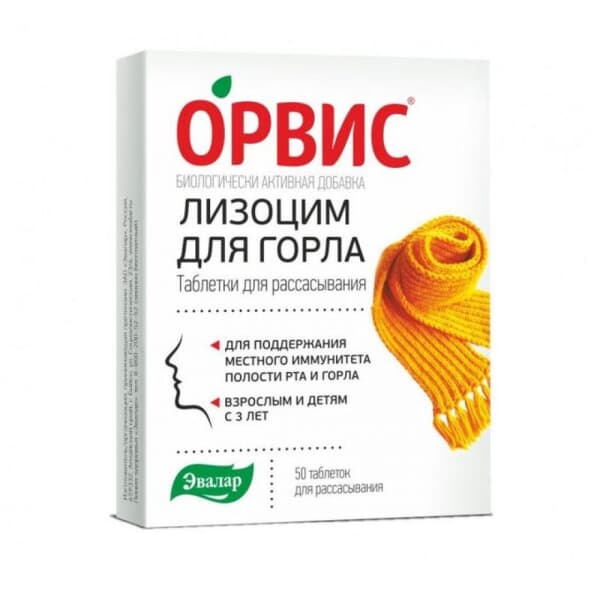 ОРВИС®
БИОЛОГИЧЕСКИ АКТИВНАЯ ДОБАВКА
ЛИЗОЦИМ
ДЛЯ ГОРЛА
Таблетки для рассасывания
ДЛЯ ПОДДЕРЖАНИЯ
МЕСТНОГО ИММУНИТЕТА
ПОЛОСТИ РТА И ГОРЛА
ВЗРОСЛЫМ И ДЕТЯМ
С 3 ЛЕТ
Эвалар
50 таблеток
для рассасывания